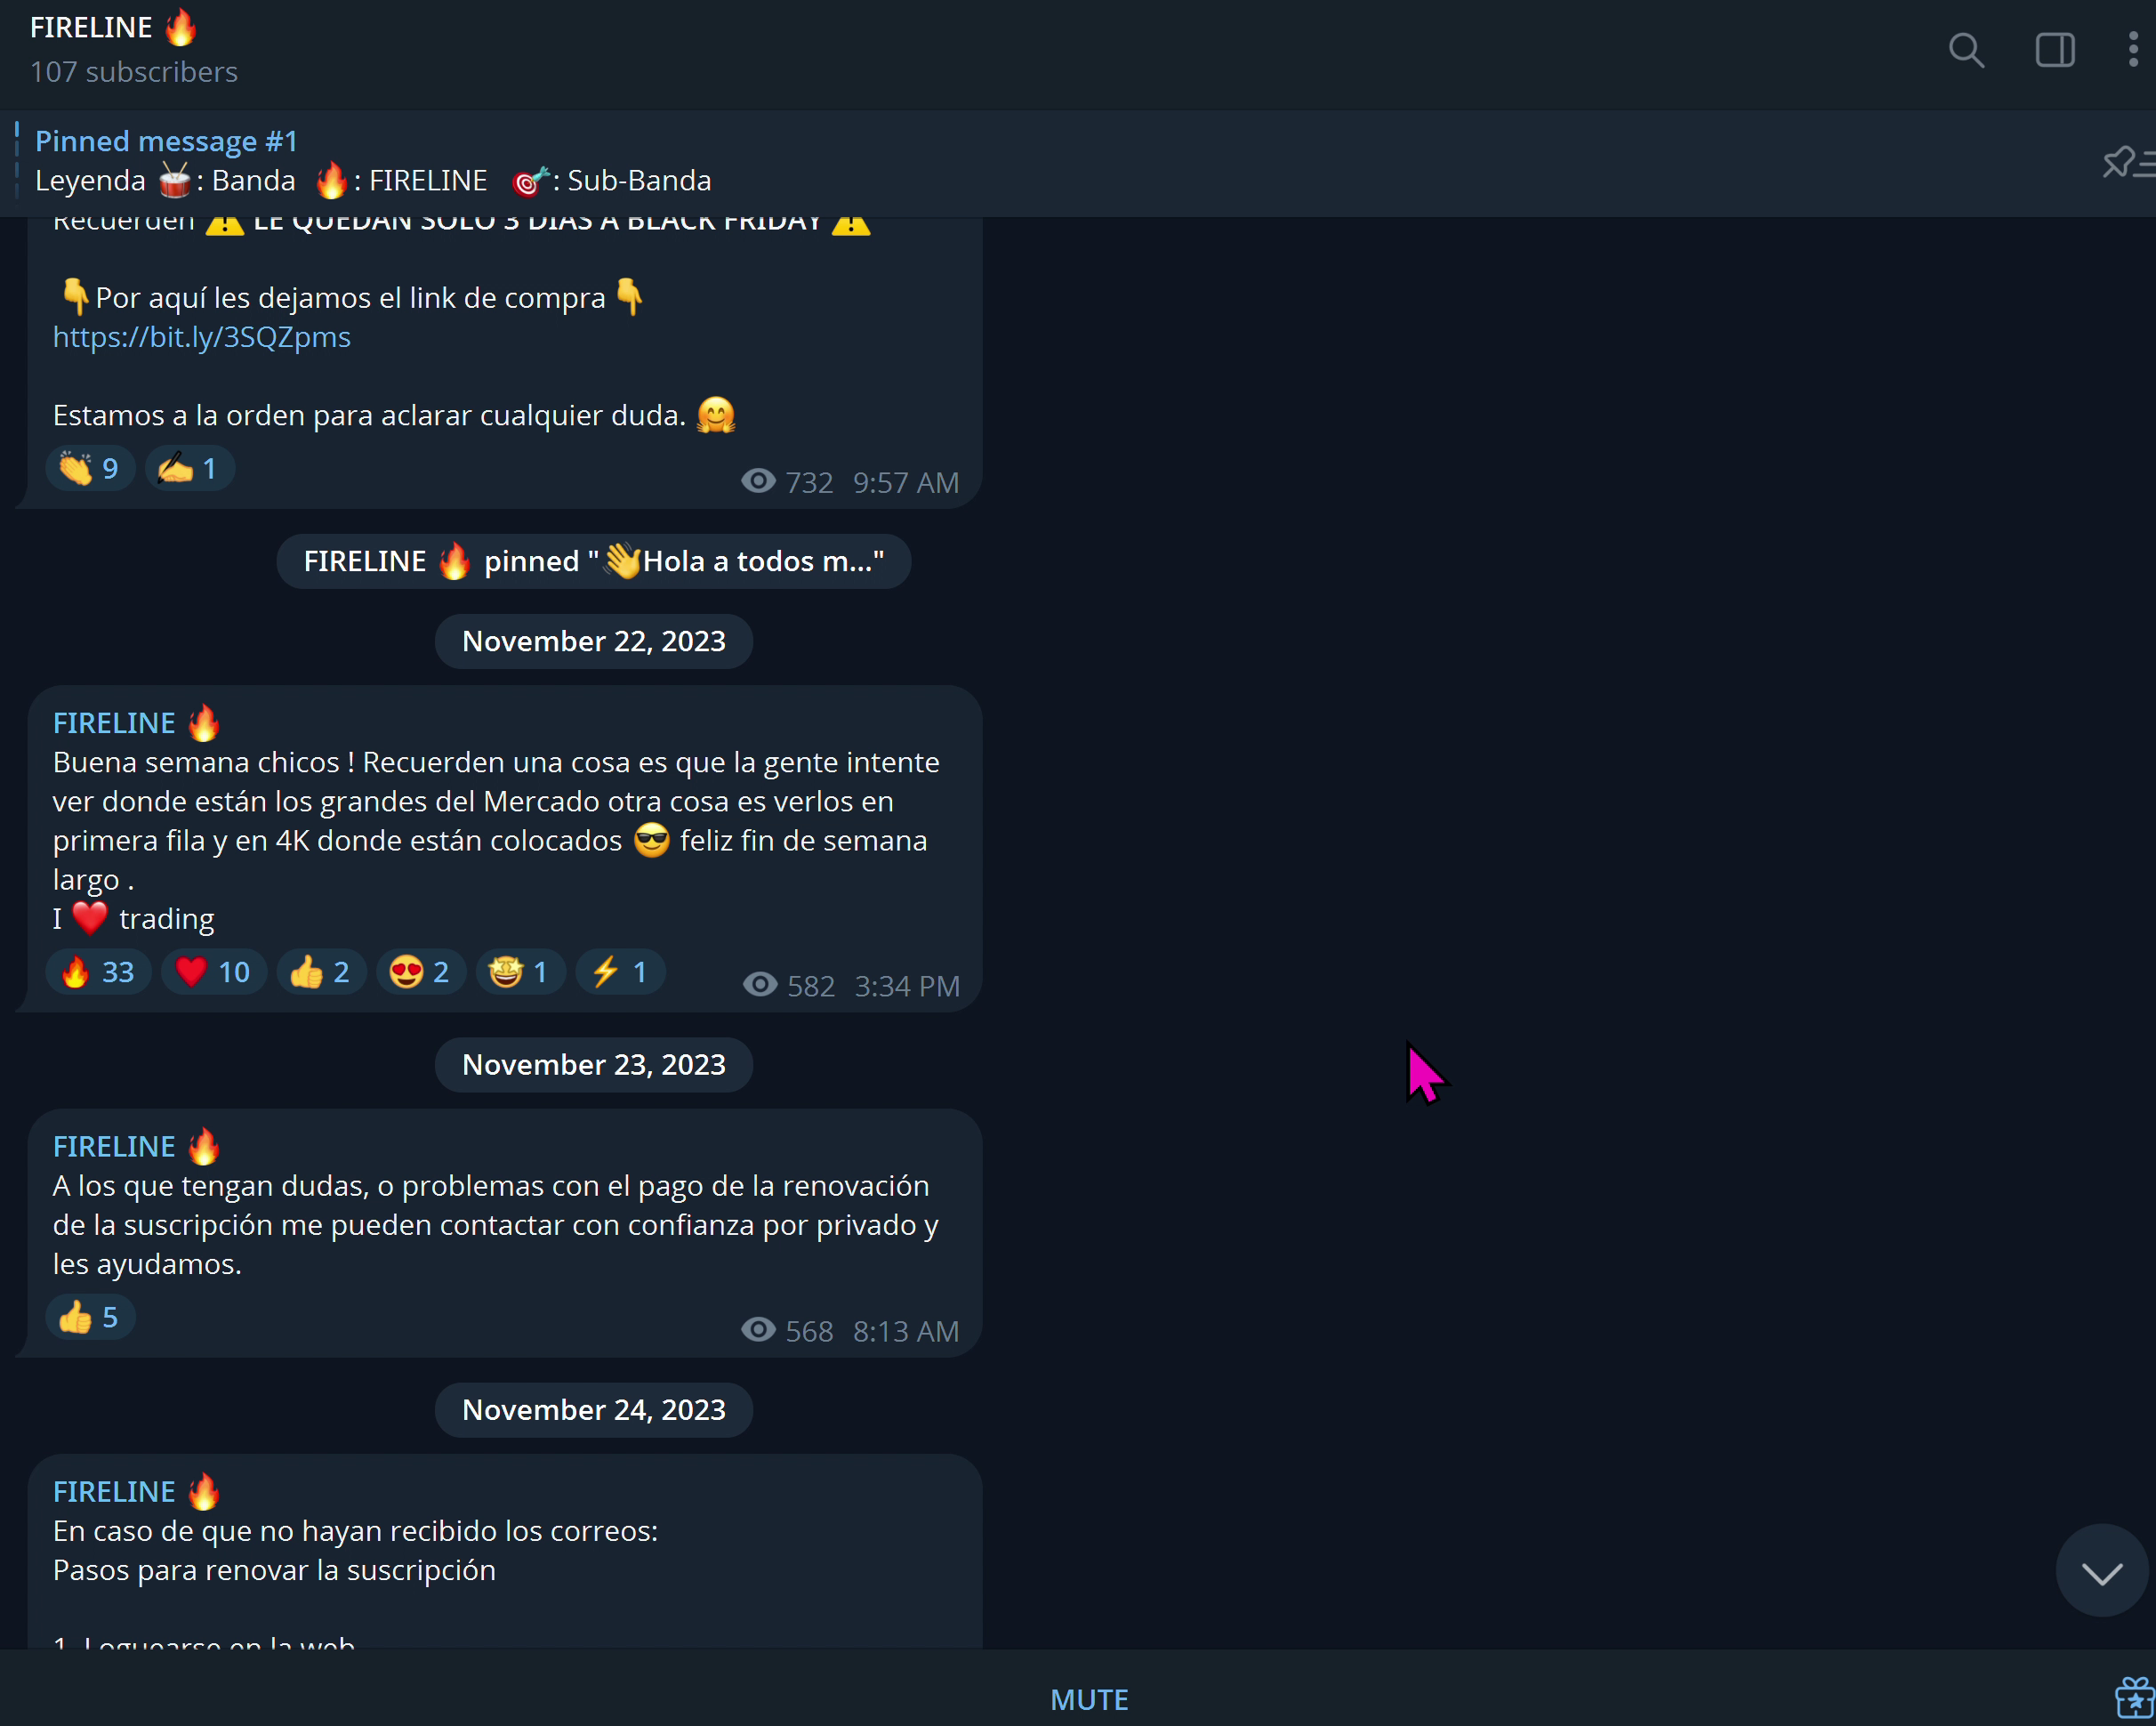 FIRELINE 🔥
107 subscribers
Pinned message #1
Leyenda 🥁: Banda 🔥: FIRELINE 🎯: Sub-Banda
Recuerden ⚠️ LE QUEDAN SOLO 3 DIAS A BLACK FRIDAY ⚠️
👇Por aquí les dejamos el link de compra👇
https://bit.ly/3SQZpms
Estamos a la orden para aclarar cualquier duda. 🤗
👏 9 ✍️ 1
732 9:57 AM
FIRELINE 🔥 pinned "👋Hola a todos m..."
November 22, 2023
FIRELINE 🔥
Buena semana chicos ! Recuerden una cosa es que la gente intente
ver donde están los grandes del Mercado otra cosa es verlos en
primera fila y en 4K donde están colocados 😎 feliz fin de semana
largo .
I ❤️ trading
🔥 33 ❤️ 10 👍 2 😍 2 🤩 1 ⚡ 1
582 3:34 PM
November 23, 2023
FIRELINE 🔥
A los que tengan dudas, o problemas con el pago de la renovación
de la suscripción me pueden contactar con confianza por privado y
les ayudamos.
👍 5
568 8:13 AM
November 24, 2023
FIRELINE 🔥
En caso de que no hayan recibido los correos:
Pasos para renovar la suscripción
1. Loguearse en la web
MUTE